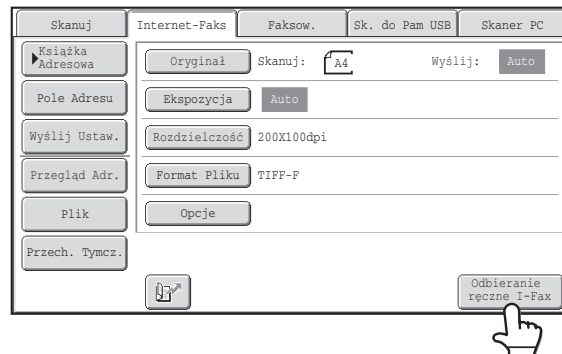 Skanuj Internet-Faks Faksow. Sk. do Pam USB Skaner PC
Książka
Adresowa
Oryginał Skanuj: A4 Wyślij: Auto
Pole Adresu Ekspozycja Auto
Wyślij Ustaw. Rozdzielczość 200X100dpi
Przegląd Adr. Format Pliku TIFF-F
Plik Opcje
Przech. Tymcz.
Odbieranie
ręczne I-Fax